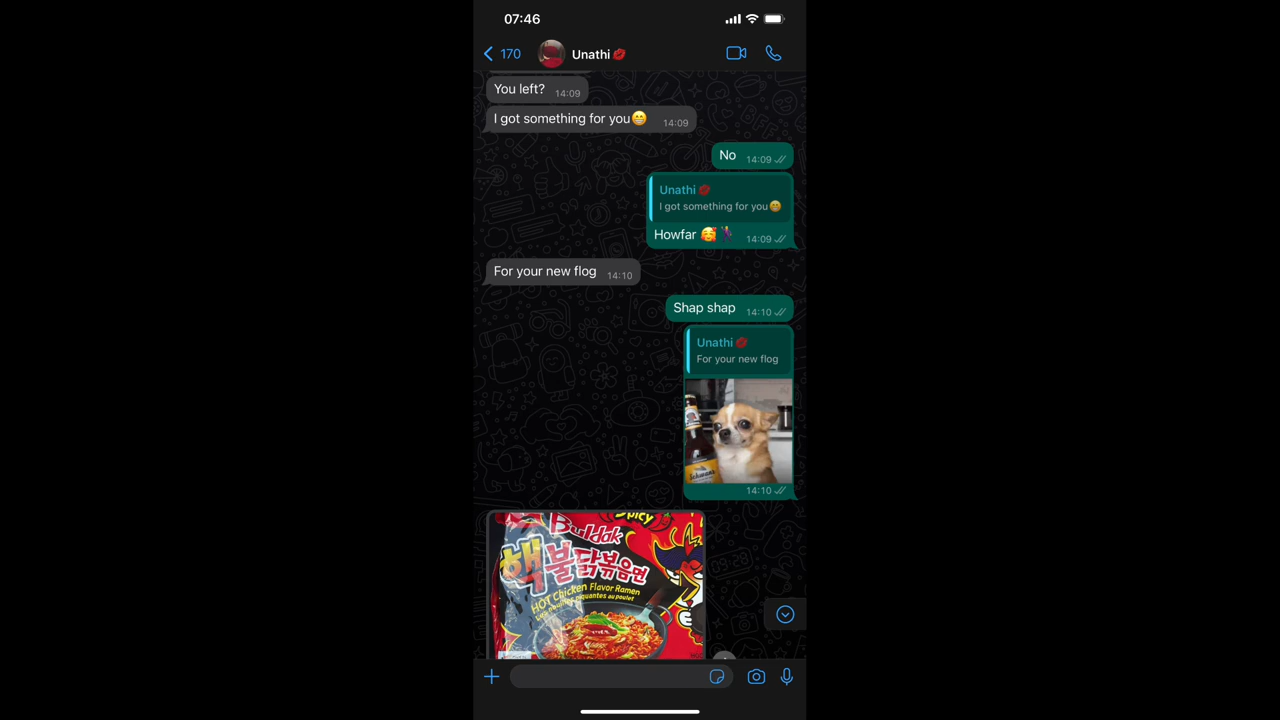 07:46
170
Unathi💋
You left? 14:09
I got something for you😁 14:09
No 14:09
Unathi💋
I got something for you😁
Howfar 🥰 14:09
For your new flog 14:10
Shap shap 14:10
Unathi💋
For your new flog
14:10
Spicy
Buldak
핵불닭볶음면
HOT Chicken Flavor Ramen